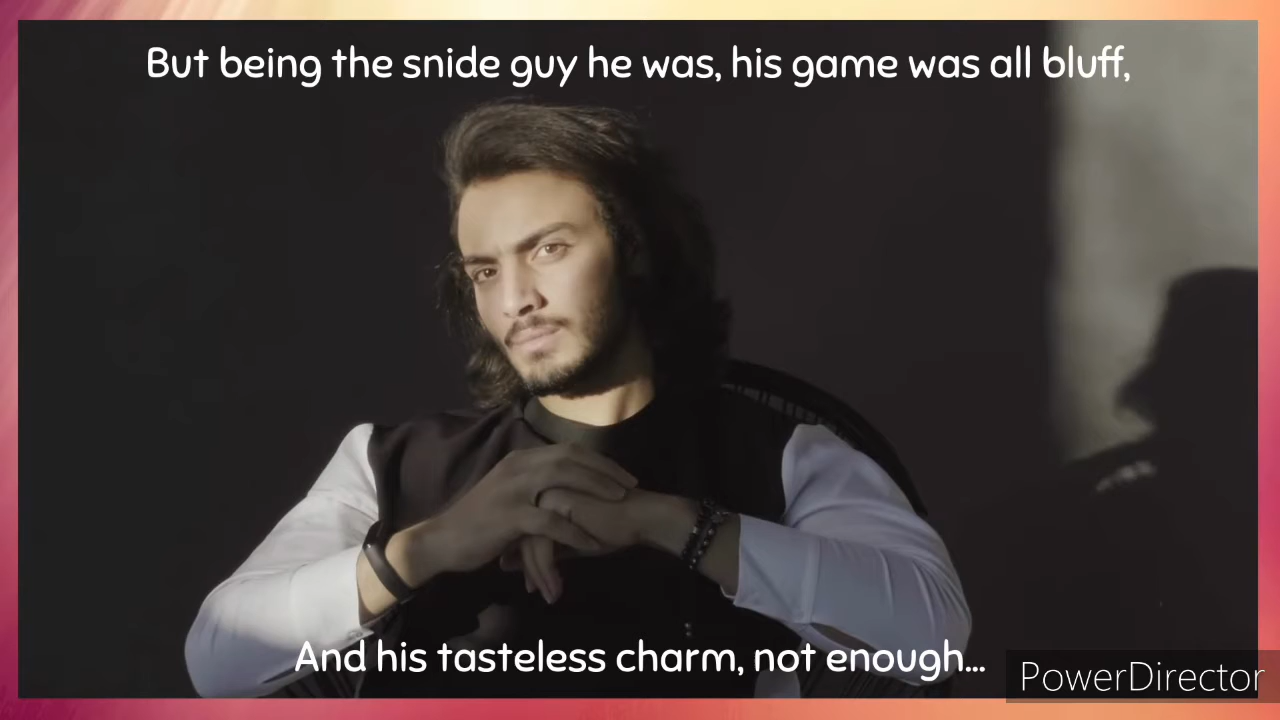 But being the snide guy he was, his game was all bluff,
And his tasteless charm, not enough...
PowerDirector